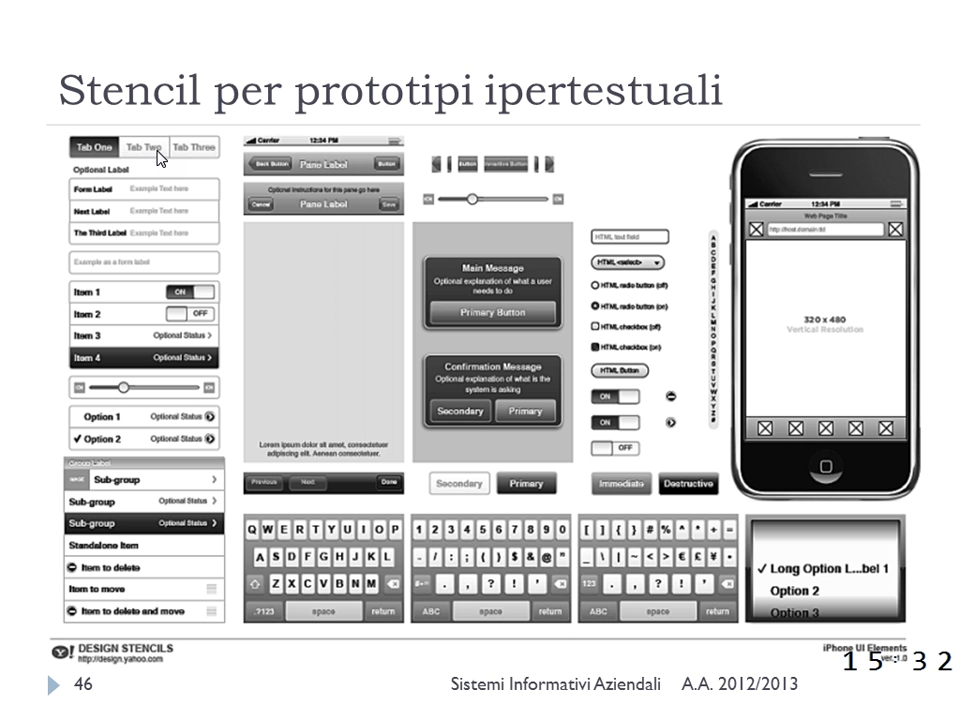 Stencil per prototipi ipertestuali
Tab One Tab Two Tab Three
Optional Label
Form Label Example Text here
Next Label Example Text here
The Third Label Example Text here
Example as a form label
Item 1 ON
Item 2 OFF
Item 3 Optional Status
Item 4 Optional Status
Option 1 Optional Status
✓ Option 2 Optional Status
Group Label
Sub-group
Sub-group Optional Status
Sub-group Optional Status
Standalone Item
Item to delete
Item to move
Item to delete and move
Carrier 12:34 PM
Back Button Pane Label Button
Optional Instructions for this pane go here
Cancel Pane Label Save
Lorem ipsum dolor sit amet, consectetuer
adipiscing elit. Aenean consectetuer.
Previous Next Done
Button Innactive Button
Main Message
Optional explanation of what a user
needs to do
Primary Button
Confirmation Message
Optional explanation of what is the
system is asking
Secondary Primary
Secondary Primary
HTML text field
HTML <select>
HTML radio button (off)
HTML radio button (on)
HTML checkbox (off)
HTML checkbox (on)
HTML Button
ON
ON
OFF
Immediate Destructive
A
B
C
D
E
F
G
H
I
J
K
L
M
N
O
P
Q
R
S
T
U
V
W
X
Y
Z
#
Carrier 12:34 PM
Web Page Title
http://host.domain.tld/
320 x 480
Vertical Resolution
Q W E R T Y U I O P
A S D F G H J K L
Z X C V B N M
.?123 space return
1 2 3 4 5 6 7 8 9 0
- / : ; ( ) $ & @ "
#+= . , ? ! '
ABC space return
[ ] { } # % ^ * + =
_ \ | ~ < > € £ ¥ •
123 . , ? ! '
ABC space return
✓ Long Option L...bel 1
Option 2
Option 3
Y! DESIGN STENCILS
http://design.yahoo.com
iPhone UI Elements
ver. 1.0
15:32
46 Sistemi Informativi Aziendali A.A. 2012/2013